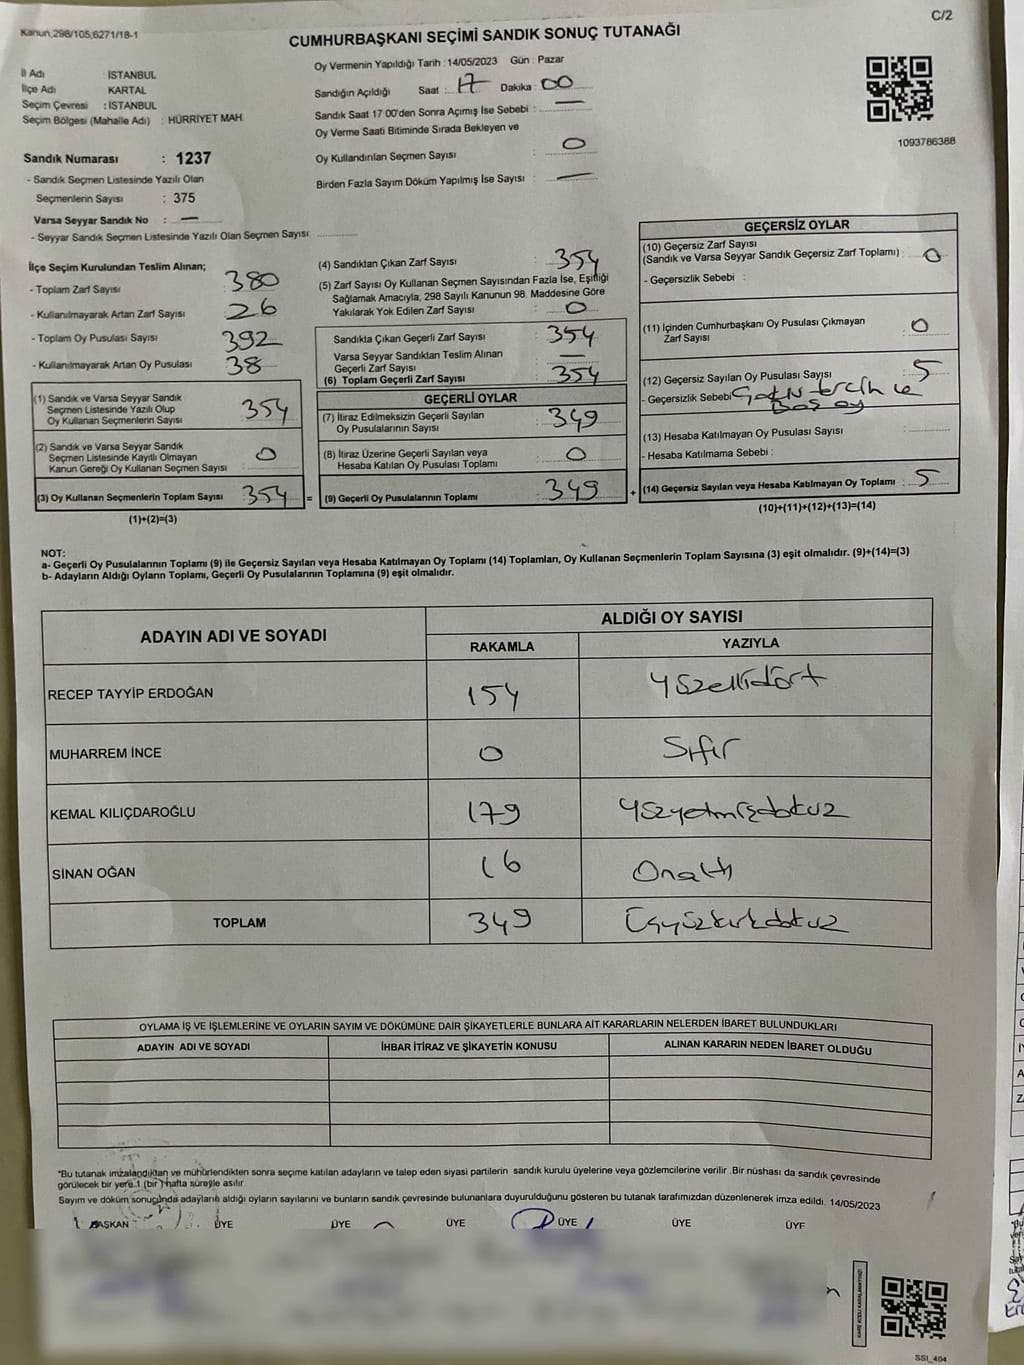 Kanun,298/105,6271/18-1
C/2
CUMHURBAŞKANI SEÇİMİ SANDIK SONUÇ TUTANAĞI
İl Adı : İSTANBUL
İlçe Adı KARTAL
Seçim Çevresi : İSTANBUL
Seçim Bölgesi (Mahalle Adı) : HÜRRİYET MAH.
Oy Vermenin Yapıldığı Tarih : 14/05/2023 Gün : Pazar
Sandığın Açıldığı Saat : 17 Dakika : 00
Sandık Saat 17 00'den Sonra Açımış İse Sebebi : —
Oy Verme Saati Bitiminde Sırada Bekleyen ve
Oy Kullandırılan Seçmen Sayısı : 0
Birden Fazla Sayım Döküm Yapılmış İse Sayısı : —
1093786388
Sandık Numarası : 1237
- Sandık Seçmen Listesinde Yazılı Olan
Seçmenlerin Sayısı : 375
Varsa Seyyar Sandık No : —
- Seyyar Sandık Seçmen Listesinde Yazılı Olan Seçmen Sayısı:
İlçe Seçim Kurulundan Teslim Alınan;
- Toplam Zarf Sayısı : 380
- Kullanılmayarak Artan Zarf Sayısı : 26
- Toplam Oy Pusulası Sayısı : 392
- Kullanılmayarak Artan Oy Pusulası : 38
(1) Sandık ve Varsa Seyyar Sandık
Seçmen Listesinde Yazılı Olup
Oy Kullanan Seçmenlerin Sayısı : 354
(2) Sandık ve Varsa Seyyar Sandık
Seçmen Listesinde Kayıtlı Olmayan
Kanun Gereği Oy Kullanan Seçmen Sayısı : 0
(3) Oy Kullanan Seçmenlerin Toplam Sayısı : 354 =
(1)+(2)=(3)
(4) Sandıktan Çıkan Zarf Sayısı : 354
(5) Zarf Sayısı Oy Kullanan Seçmen Sayısından Fazla İse, Eşitliği
Sağlamak Amacıyla, 298 Sayılı Kanunun 98. Maddesine Göre
Yakılarak Yok Edilen Zarf Sayısı : 0
Sandıkta Çıkan Geçerli Zarf Sayısı : 354
Varsa Seyyar Sandıktan Teslim Alınan
Geçerli Zarf Sayısı : —
(6) Toplam Geçerli Zarf Sayısı : 354
GEÇERLİ OYLAR
(7) İtiraz Edilmeksizin Geçerli Sayılan
Oy Pusulalarının Sayısı : 349
(8) İtiraz Üzerine Geçerli Sayılan veya
Hesaba Katılan Oy Pusulası Toplamı : 0
(9) Geçerli Oy Pusulalarının Toplamı : 349 +
GEÇERSİZ OYLAR
(10) Geçersiz Zarf Sayısı
(Sandık ve Varsa Seyyar Sandık Geçersiz Zarf Toplamı) : 0
- Geçersizlik Sebebi :
(11) İçinden Cumhurbaşkanı Oy Pusulası Çıkmayan
Zarf Sayısı : 0
(12) Geçersiz Sayılan Oy Pusulası Sayısı : 5
- Geçersizlik Sebebi tercih ve
Boş oy
(13) Hesaba Katılmayan Oy Pusulası Sayısı :
- Hesaba Katılmama Sebebi :
(14) Geçersiz Sayılan veya Hesaba Katılmayan Oy Toplamı : 5
(10)+(11)+(12)+(13)=(14)
NOT:
a- Geçerli Oy Pusulalarının Toplamı (9) ile Geçersiz Sayılan veya Hesaba Katılmayan Oy Toplamı (14) Toplamları, Oy Kullanan Seçmenlerin Toplam Sayısına (3) eşit olmalıdır. (9)+(14)=(3)
b- Adayların Aldığı Oyların Toplamı, Geçerli Oy Pusulalarının Toplamına (9) eşit olmalıdır.
ADAYIN ADI VE SOYADI ALDIĞI OY SAYISI
RAKAMLA YAZIYLA
RECEP TAYYİP ERDOĞAN 154 Yüzellidört
MUHARREM İNCE 0 Sıfır
KEMAL KILIÇDAROĞLU 179 Yüzyetmişdokuz
SİNAN OĞAN 16 Onaltı
TOPLAM 349 Üçyüzkırkdokuz
OYLAMA İŞ VE İŞLEMLERİNE VE OYLARIN SAYIM VE DÖKÜMÜNE DAİR ŞİKAYETLERLE BUNLARA AİT KARARLARIN NELERDEN İBARET BULUNDUKLARI
ADAYIN ADI VE SOYADI İHBAR İTİRAZ VE ŞİKAYETİN KONUSU ALINAN KARARIN NEDEN İBARET OLDUĞU
*Bu tutanak imzalandıktan ve mühürlendikten sonra seçime katılan adayların ve talep eden siyasi partilerin sandık kurulu üyelerine veya gözlemcilerine verilir .Bir nüshası da sandık çevresinde
görülecek bir yere 1 (bir) hafta süreyle asılır
Sayım ve döküm sonucunda adayların aldığı oyların sayılarını ve bunların sandık çevresinde bulunanlara duyurulduğunu gösteren bu tutanak tarafımızdan düzenlenerek imza edildi. 14/05/2023
BAŞKAN ÜYE ÜYE ÜYE ÜYE ÜYE ÜYE
KARE KODU KARALAMAYINIZ!
SSI_404